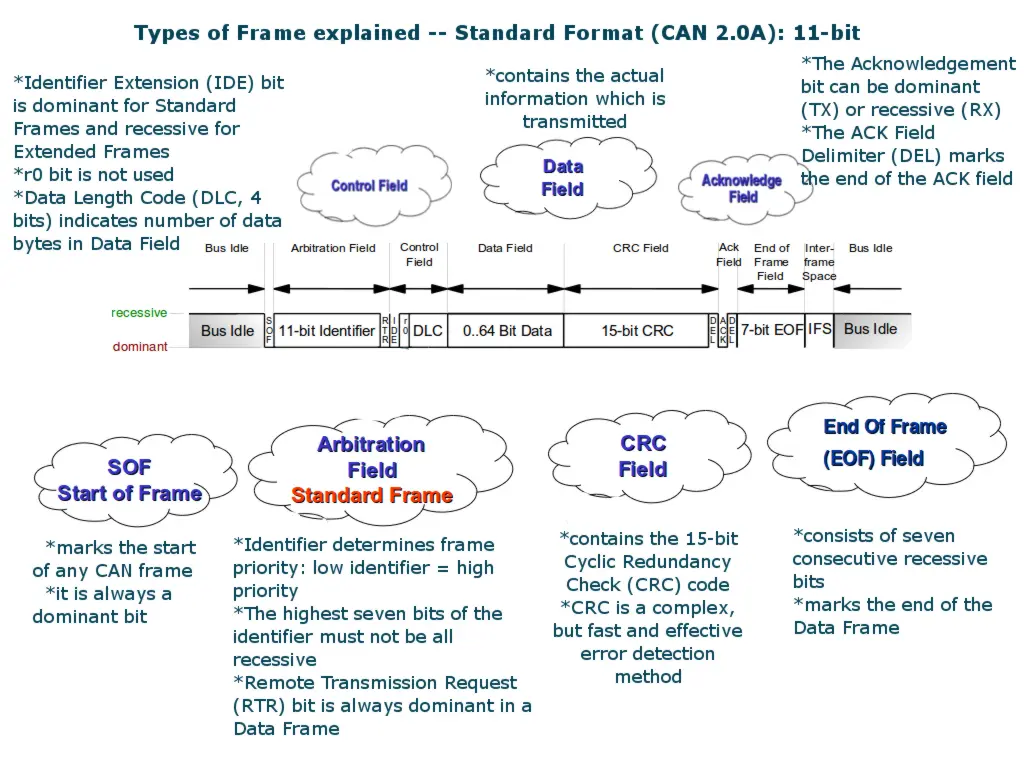 Types of Frame explained -- Standard Format (CAN 2.0A): 11-bit
*Identifier Extension (IDE) bit
is dominant for Standard
Frames and recessive for
Extended Frames
*r0 bit is not used
*Data Length Code (DLC, 4
bits) indicates number of data
bytes in Data Field
*contains the actual
information which is
transmitted
*The Acknowledgement
bit can be dominant
(TX) or recessive (RX)
*The ACK Field
Delimiter (DEL) marks
the end of the ACK field
Control Field
Data
Field
Acknowledge
Field
Bus Idle
Arbitration Field
Control
Field
Data Field
CRC Field
Ack
Field
End of
Frame
Field
Inter-
frame
Space
Bus Idle
recessive
dominant
Bus Idle
SOF
11-bit Identifier
RTR
IDE
r0
DLC
0..64 Bit Data
15-bit CRC
DEL
ACK
DEL
7-bit EOF
IFS
Bus Idle
SOF
Start of Frame
Arbitration
Field
Standard Frame
CRC
Field
End Of Frame
(EOF) Field
*marks the start
of any CAN frame
*it is always a
dominant bit
*Identifier determines frame
priority: low identifier = high
priority
*The highest seven bits of the
identifier must not be all
recessive
*Remote Transmission Request
(RTR) bit is always dominant in a
Data Frame
*contains the 15-bit
Cyclic Redundancy
Check (CRC) code
*CRC is a complex,
but fast and effective
error detection
method
*consists of seven
consecutive recessive
bits
*marks the end of the
Data Frame